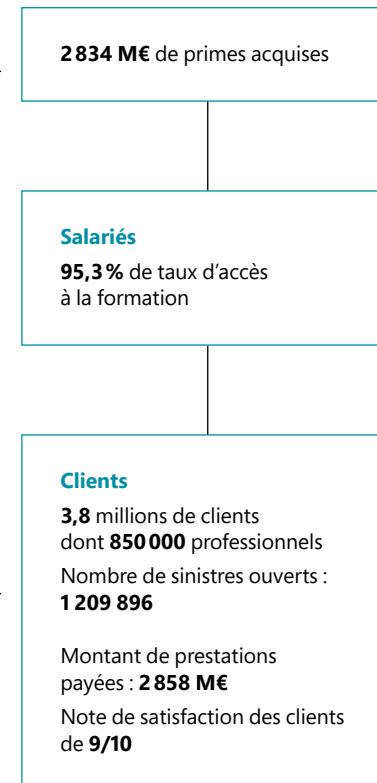 2 834 M€ de primes acquises
Salariés
95,3 % de taux d’accès
à la formation
Clients
3,8 millions de clients
dont 850 000 professionnels
Nombre de sinistres ouverts :
1 209 896
Montant de prestations
payées : 2 858 M€
Note de satisfaction des clients
de 9/10